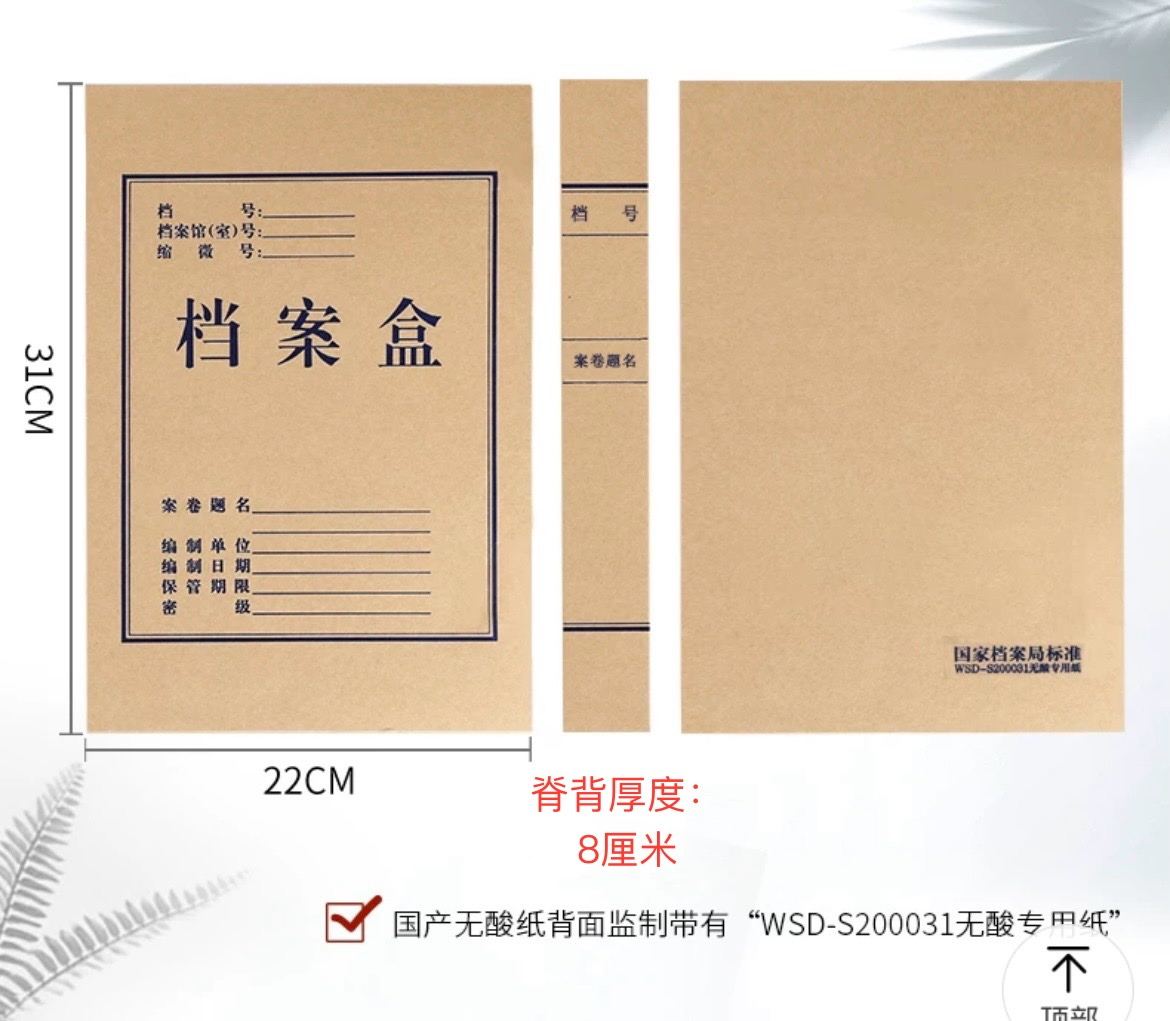 31CM
档 号:
档案馆(室)号:
缩 微 号:
档案盒
案卷题名
编制单位
编制日期
保管期限
密 级
22CM
档 号
案卷题名
国家档案局标准
WSD-S200031无酸专用纸
脊背厚度：
8厘米
国产无酸纸背面监制带有“WSD-S200031无酸专用纸”
顶部